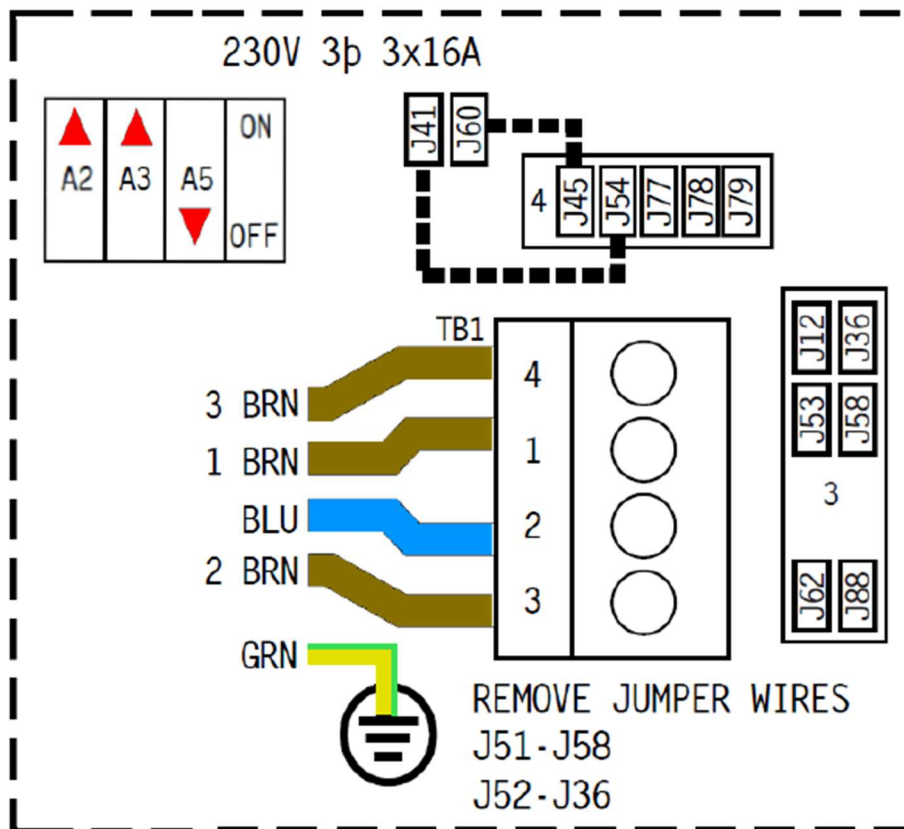 230V 3þ 3x16A
A2 A3 A5 ON
OFF
J41 J60
4 J45 J54 J77 J78 J79
TB1
J12 J36
J53 J58
3
J62 J88
3 BRN 4
1 BRN 1
BLU 2
2 BRN 3
GRN
REMOVE JUMPER WIRES
J51-J58
J52-J36